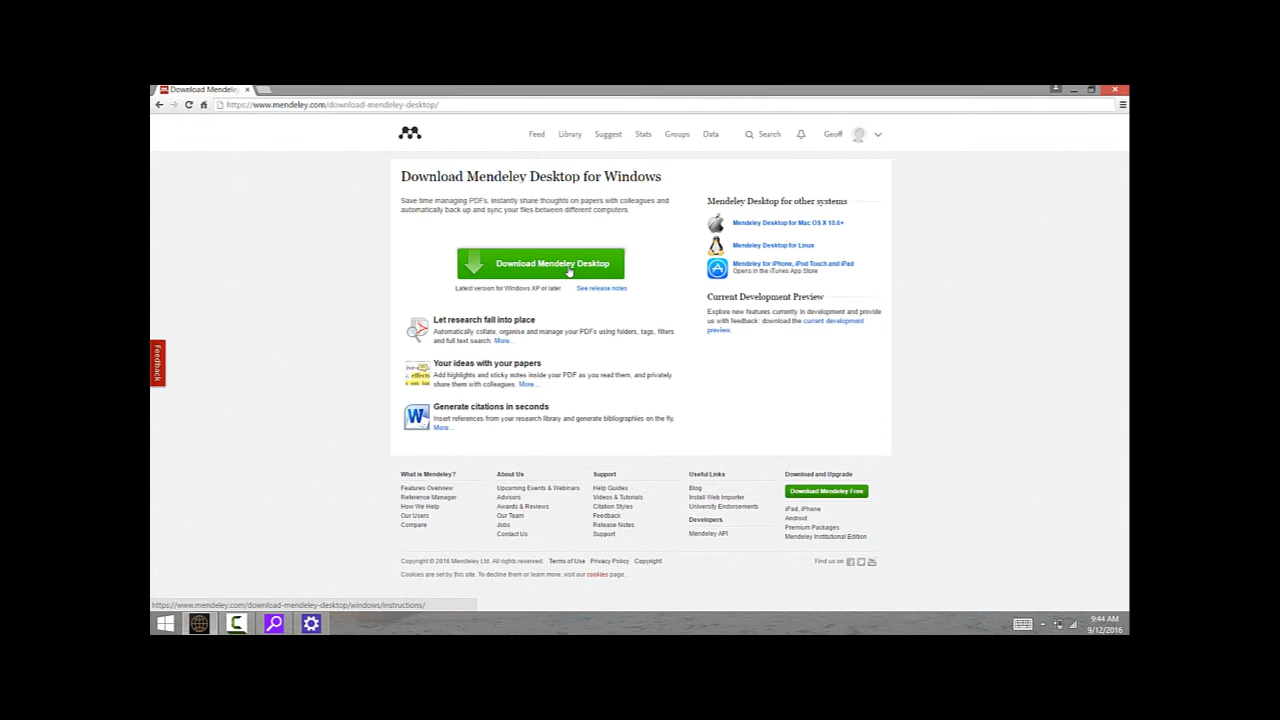 Download Mendeley
https://www.mendeley.com/download-mendeley-desktop/
Feed Library Suggest Stats Groups Data Search Geoff
Download Mendeley Desktop for Windows
Save time managing PDFs, instantly share thoughts on papers with colleagues and
automatically back up and sync your files between different computers.
Download Mendeley Desktop
Latest version for Windows XP or later See release notes
Let research fall into place
Automatically collate, organise and manage your PDFs using folders, tags, filters
and full text search. More...
Your ideas with your papers
Add highlights and sticky notes inside your PDF as you read them, and privately
share them with colleagues. More...
Generate citations in seconds
Insert references from your research library and generate bibliographies on the fly.
More...
Mendeley Desktop for other systems
Mendeley Desktop for Mac OS X 10.6+
Mendeley Desktop for Linux
Mendeley for iPhone, iPod Touch and iPad
Opens in the iTunes App Store
Current Development Preview
Explore new features currently in development and provide
us with feedback: download the current development
preview.
Feedback
What is Mendeley?
Features Overview
Reference Manager
How We Help
Our Users
Compare
About Us
Upcoming Events & Webinars
Advisors
Awards & Reviews
Our Team
Jobs
Contact Us
Support
Help Guides
Videos & Tutorials
Citation Styles
Feedback
Release Notes
Support
Useful Links
Blog
Install Web Importer
University Endorsements
Developers
Mendeley API
Download and Upgrade
Download Mendeley Free
iPad, iPhone
Android
Premium Packages
Mendeley Institutional Edition
Copyright © 2016 Mendeley Ltd. All rights reserved. Terms of Use Privacy Policy Copyright
Find us on
Cookies are set by this site. To decline them or learn more, visit our cookies page.
https://www.mendeley.com/download-mendeley-desktop/windows/instructions/
9:44 AM
9/12/2016